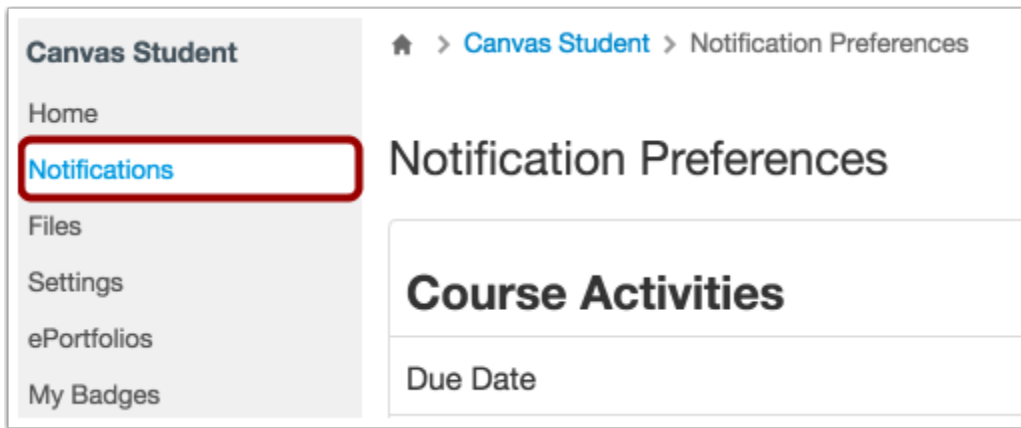 Canvas Student
Home
Notifications
Files
Settings
ePortfolios
My Badges
> Canvas Student > Notification Preferences
Notification Preferences
Course Activities
Due Date